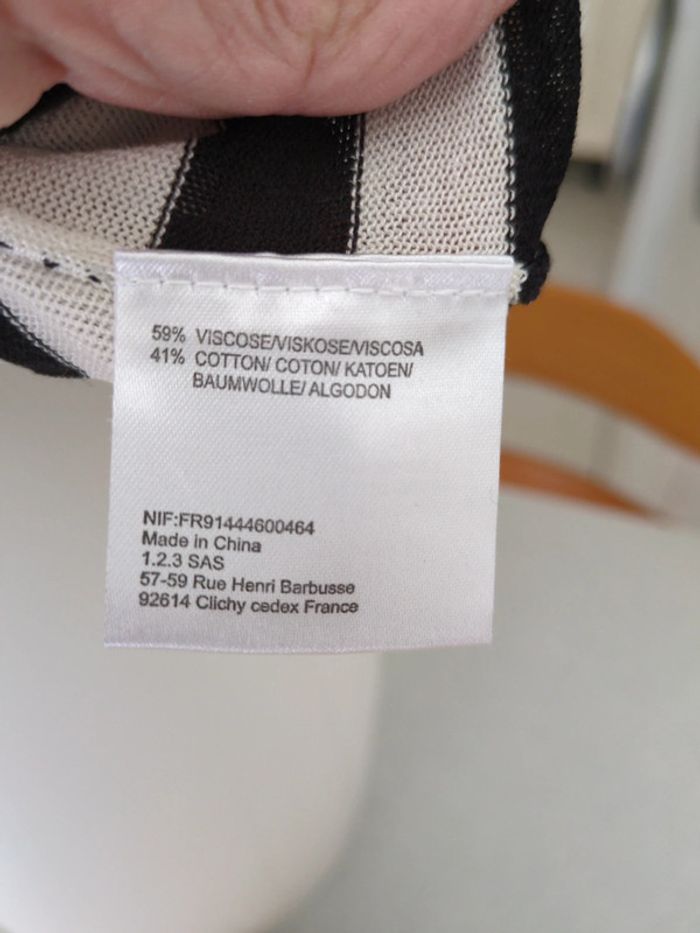 59% VISCOSE/VISKOSE/VISCOSA
41% COTTON/ COTON/ KATOEN/
BAUMWOLLE/ ALGODON
NIF:FR91444600464
Made in China
1.2.3 SAS
57-59 Rue Henri Barbusse
92614 Clichy cedex France